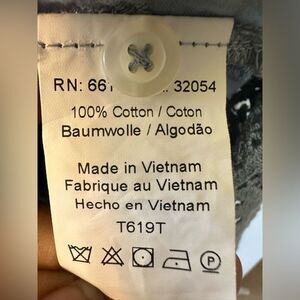 RN: 661 32054
100% Cotton / Coton
Baumwolle / Algodão
Made in Vietnam
Fabrique au Vietnam
Hecho en Vietnam
T619T
P